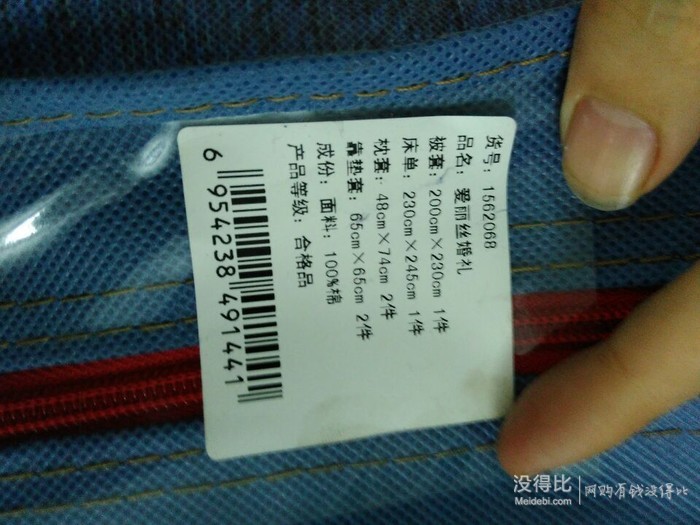 货号: 1562068
品名: 爱丽丝婚礼
被套: 200cm×230cm 1件
床单: 230cm×245cm 1件
枕套: 48cm×74cm 2件
靠垫套: 65cm×65cm 2件
成份: 面料: 100%棉
产品等级: 合格品
6 954238 491441
没得比 网购有钱没得比
Meidebi.com